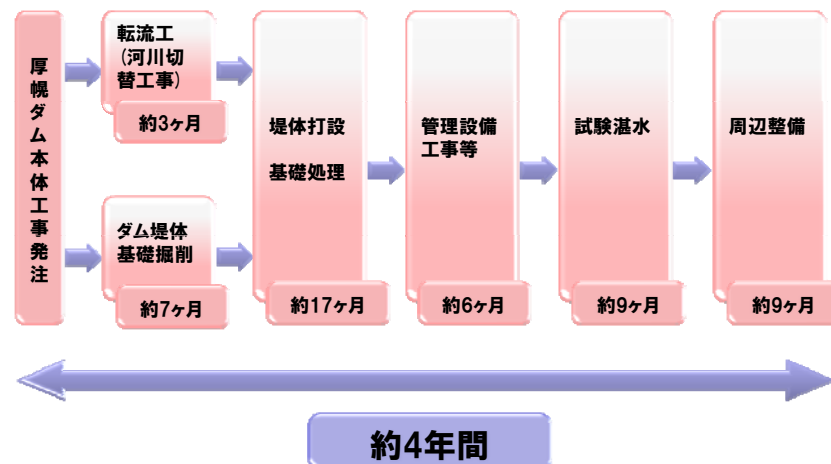 厚幌ダム本体工事発注
転流工
(河川切
替工事)
約3ヶ月
ダム堤体
基礎掘削
約7ヶ月
堤体打設
基礎処理
約17ヶ月
管理設備
工事等
約6ヶ月
試験湛水
約9ヶ月
周辺整備
約9ヶ月
約4年間